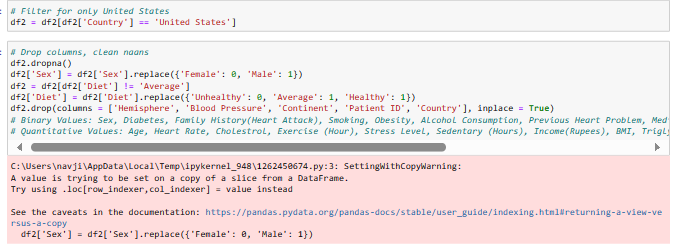 # Filter for only United States
df2 = df2[df2['Country'] == 'United States']
# Drop columns, clean naans
df2.dropna()
df2['Sex'] = df2['Sex'].replace({'Female': 0, 'Male': 1})
df2 = df2[df2['Diet'] != 'Average']
df2['Diet'] = df2['Diet'].replace({'Unhealthy': 0, 'Average': 1, 'Healthy': 1})
df2.drop(columns = ['Hemisphere', 'Blood Pressure', 'Continent', 'Patient ID', 'Country'], inplace = True)
# Binary Values: Sex, Diabetes, Family History(Heart Attack), Smoking, Obesity, Alcohol Consumption, Previous Heart Problem, Med
# Quantitative Values: Age, Heart Rate, Cholestrol, Exercise (Hour), Stress Level, Sedentary (Hours), Income(Rupees), BMI, Trigly
C:\Users\navji\AppData\Local\Temp\ipykernel_948\1262450674.py:3: SettingWithCopyWarning:
A value is trying to be set on a copy of a slice from a DataFrame.
Try using .loc[row_indexer,col_indexer] = value instead
See the caveats in the documentation: https://pandas.pydata.org/pandas-docs/stable/user_guide/indexing.html#returning-a-view-ve
rsus-a-copy
df2['Sex'] = df2['Sex'].replace({'Female': 0, 'Male': 1})